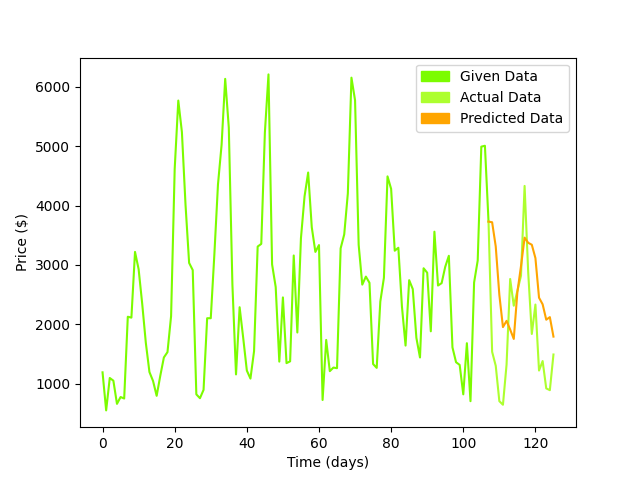 Given Data
Actual Data
Predicted Data
6000
5000
4000
3000
2000
1000
Price ($)
0 20 40 60 80 100 120
Time (days)